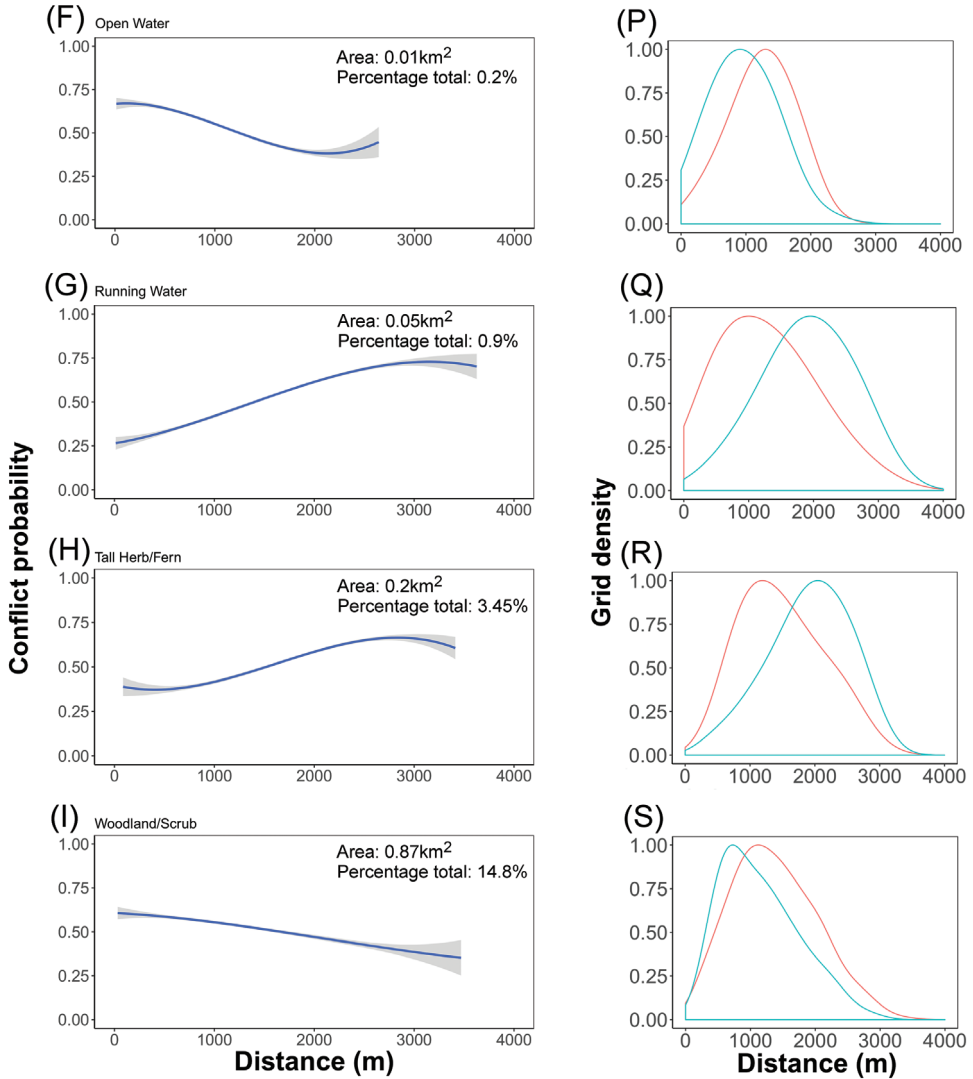 (F) Open Water
Area: 0.01km²
Percentage total: 0.2%
1.00
0.75
0.50
0.25
0.00
0 1000 2000 3000 4000
(P)
1.00
0.75
0.50
0.25
0.00
0 1000 2000 3000 4000
(G) Running Water
Area: 0.05km²
Percentage total: 0.9%
1.00
0.75
0.50
0.25
0.00
0 1000 2000 3000 4000
(Q)
1.00
0.75
0.50
0.25
0.00
0 1000 2000 3000 4000
Conflict probability
Grid density
(H) Tall Herb/Fern
Area: 0.2km²
Percentage total: 3.45%
1.00
0.75
0.50
0.25
0.00
0 1000 2000 3000 4000
(R)
1.00
0.75
0.50
0.25
0.00
0 1000 2000 3000 4000
(I) Woodland/Scrub
Area: 0.87km²
Percentage total: 14.8%
1.00
0.75
0.50
0.25
0.00
0 1000 2000 3000 4000
Distance (m)
(S)
1.00
0.75
0.50
0.25
0.00
0 1000 2000 3000 4000
Distance (m)